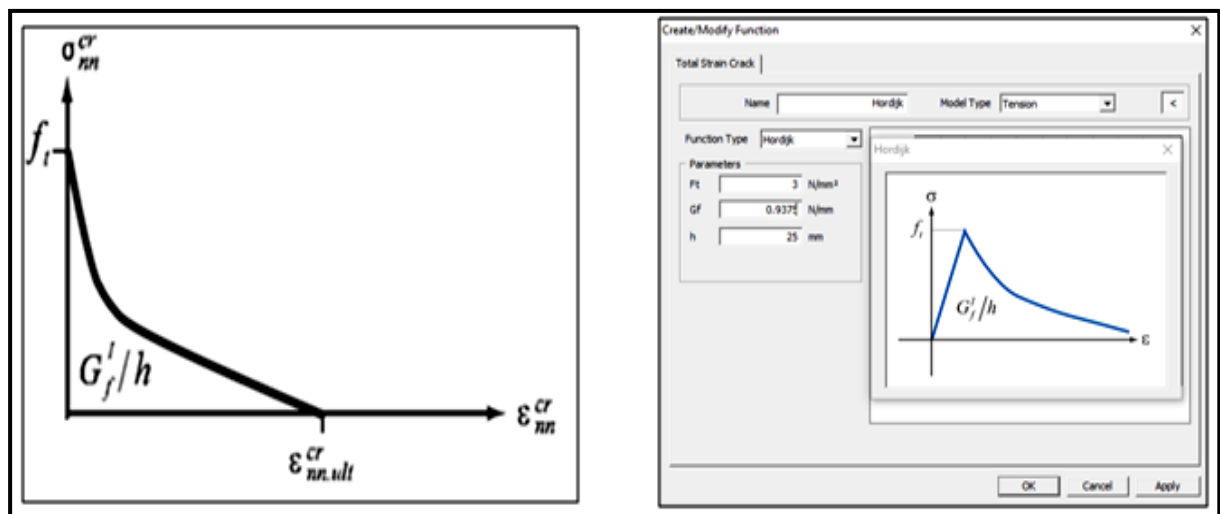 σ^cr_nn
f_t
G^I_f/h
ε^cr_nn
ε^cr_nn.ult
Create/Modify Function
Total Strain Crack
Name Hordijk Model Type Tension <
Function Type Hordijk
Hordijk
Parameters
Ft 3 N/mm²
Gf 0.9375 N/mm
h 25 mm
σ
f_t
G^I_f/h
ε
OK Cancel Apply